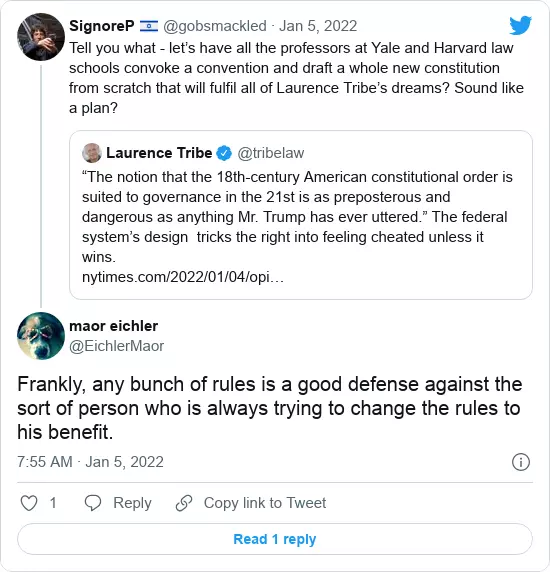 SignoreP 🇮🇱 @gobsmackled · Jan 5, 2022
Tell you what - let’s have all the professors at Yale and Harvard law
schools convoke a convention and draft a whole new constitution
from scratch that will fulfil all of Laurence Tribe’s dreams? Sound like
a plan?
Laurence Tribe @tribelaw
“The notion that the 18th-century American constitutional order is
suited to governance in the 21st is as preposterous and
dangerous as anything Mr. Trump has ever uttered.” The federal
system’s design tricks the right into feeling cheated unless it
wins.
nytimes.com/2022/01/04/opi…
maor eichler
@EichlerMaor
Frankly, any bunch of rules is a good defense against the
sort of person who is always trying to change the rules to
his benefit.
7:55 AM · Jan 5, 2022
1 Reply Copy link to Tweet
Read 1 reply